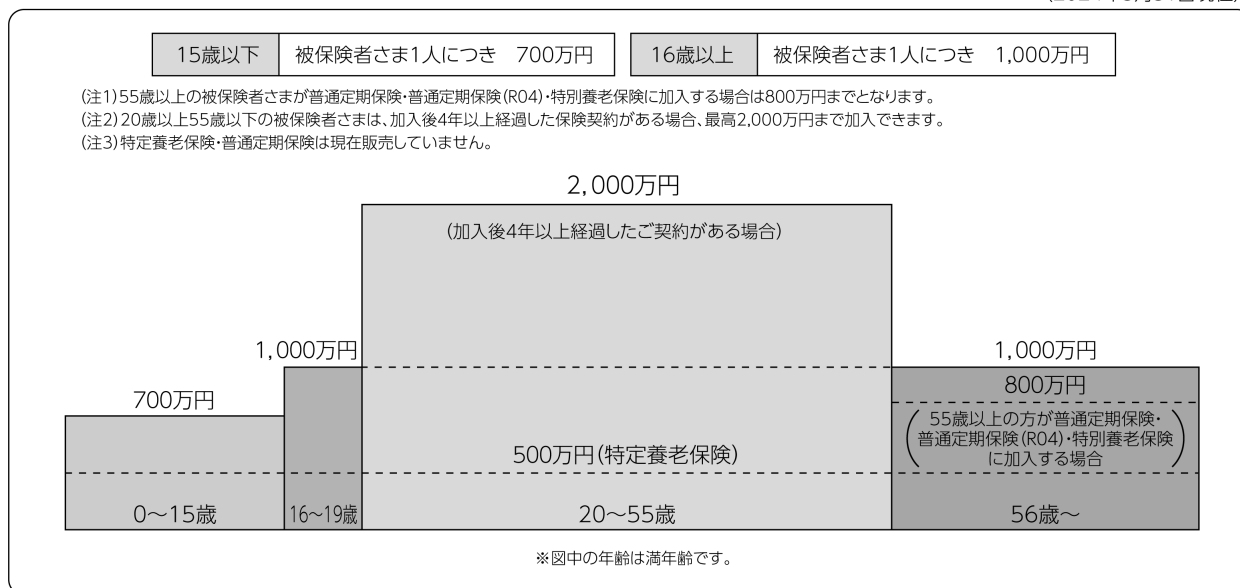 15歳以下 被保険者さま1人につき 700万円 16歳以上 被保険者さま1人につき 1,000万円
(注1)55歳以上の被保険者さまが普通定期保険・普通定期保険(R04)・特別養老保険に加入する場合は800万円までとなります。
(注2)20歳以上55歳以下の被保険者さまは、加入後4年以上経過した保険契約がある場合、最高2,000万円まで加入できます。
(注3)特定養老保険・普通定期保険は現在販売していません。
2,000万円
(加入後4年以上経過したご契約がある場合)
1,000万円
1,000万円
700万円
800万円
(55歳以上の方が普通定期保険・
普通定期保険(R04)・特別養老保険
に加入する場合)
500万円(特定養老保険)
0～15歳 16～19歳 20～55歳 56歳～
※図中の年齢は満年齢です。